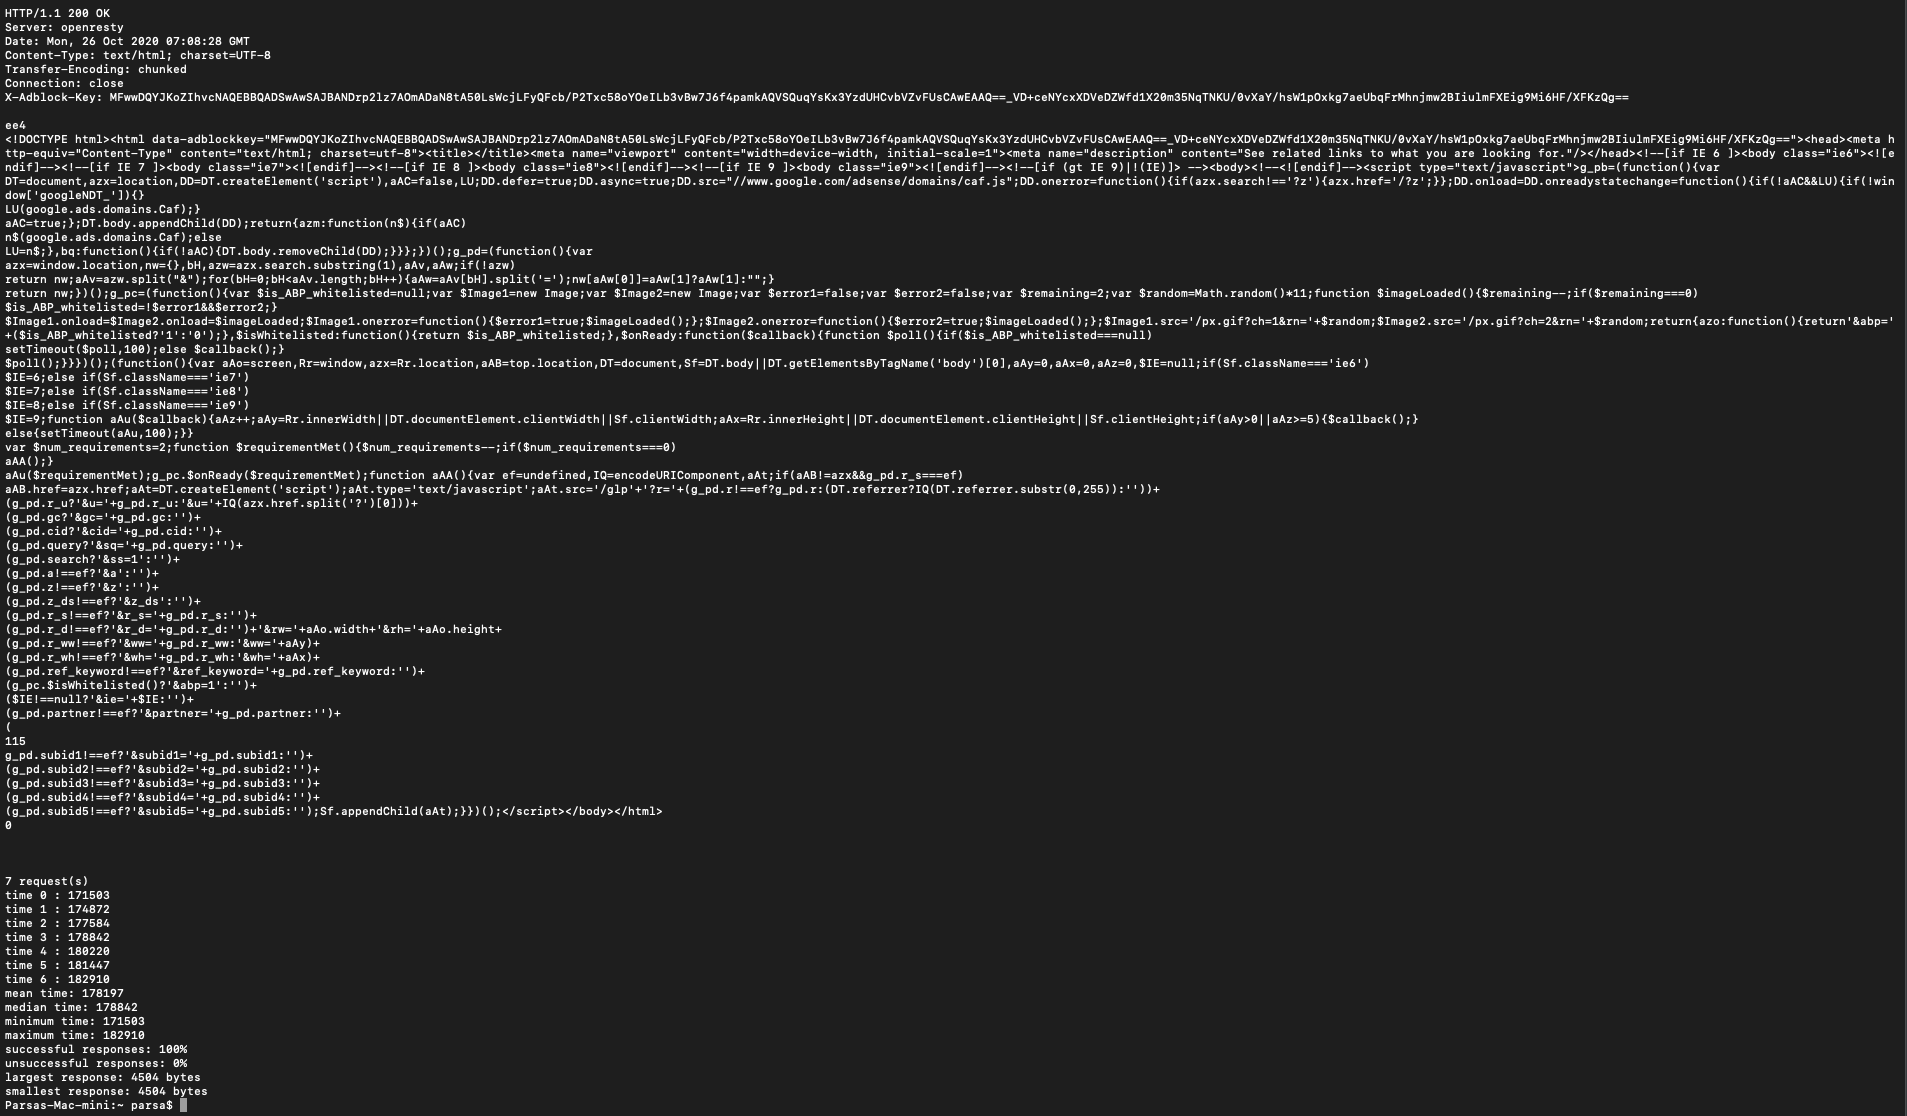 HTTP/1.1 200 OK
Server: openresty
Date: Mon, 26 Oct 2020 07:08:28 GMT
Content-Type: text/html; charset=UTF-8
Transfer-Encoding: chunked
Connection: close
X-Adblock-Key: MFwwDQYJKoZIhvcNAQEBBQADSwAwSAJBANDrp2lz7AOmADaN8tA50LsWcjLFyQFcb/P2Txc58oYOeILb3vBw7J6f4pamkAQVSQuqYsKx3YzdUHCvbVZvFUsCAwEAAQ==_VD+ceNYcxXDVeDZWfd1X20m35NqTNKU/0vXaY/hsW1pOxkg7aeUbqFrMhnjmw2BIiulmFXEig9Mi6HF/XFKzQg==
ee4
<!DOCTYPE html><html data-adblockkey="MFwwDQYJKoZIhvcNAQEBBQADSwAwSAJBANDrp2lz7AOmADaN8tA50LsWcjLFyQFcb/P2Txc58oYOeILb3vBw7J6f4pamkAQVSQuqYsKx3YzdUHCvbVZvFUsCAwEAAQ==_VD+ceNYcxXDVeDZWfd1X20m35NqTNKU/0vXaY/hsW1pOxkg7aeUbqFrMhnjmw2BIiulmFXEig9Mi6HF/XFKzQg=="><head><meta h
ttp-equiv="Content-Type" content="text/html; charset=utf-8"><title></title><meta name="viewport" content="width=device-width, initial-scale=1"><meta name="description" content="See related links to what you are looking for."/></head><!--[if IE 6 ]><body class="ie6"><![e
ndif]--><!--[if IE 7 ]><body class="ie7"><![endif]--><!--[if IE 8 ]><body class="ie8"><![endif]--><!--[if IE 9 ]><body class="ie9"><![endif]--><!--[if (gt IE 9)|!(IE)]> --><body><!--<![endif]--><script type="text/javascript">g_pb=(function(){var
DT=document,azx=location,DD=DT.createElement('script'),aAC=false,LU;DD.defer=true;DD.async=true;DD.src="//www.google.com/adsense/domains/caf.js";DD.onerror=function(){if(azx.search!=='?z'){azx.href='/?z';}};DD.onload=DD.onreadystatechange=function(){if(!aAC&&LU){if(!win
dow['googleNDT_']){}
LU(google.ads.domains.Caf);}
aAC=true;};DT.body.appendChild(DD);return{azm:function(n$){if(aAC)
n$(google.ads.domains.Caf);else
LU=n$;},bq:function(){if(!aAC){DT.body.removeChild(DD);}}};})();g_pd=(function(){var
azx=window.location,nw={},bH,azw=azx.search.substring(1),aAv,aAw;if(!azw)
return nw;aAv=azw.split("&");for(bH=0;bH<aAv.length;bH++){aAw=aAv[bH].split('=');nw[aAw[0]]=aAw[1]?aAw[1]:"";}
return nw;})();g_pc=(function(){var $is_ABP_whitelisted=null;var $Image1=new Image;var $Image2=new Image;var $error1=false;var $error2=false;var $remaining=2;var $random=Math.random()*11;function $imageLoaded(){$remaining--;if($remaining===0)
$is_ABP_whitelisted=!$error1&&$error2;}
$Image1.onload=$Image2.onload=$imageLoaded;$Image1.onerror=function(){$error1=true;$imageLoaded();};$Image2.onerror=function(){$error2=true;$imageLoaded();};$Image1.src='/px.gif?ch=1&rn='+$random;$Image2.src='/px.gif?ch=2&rn='+$random;return{azo:function(){return'&abp='
+($is_ABP_whitelisted?'1':'0');},$isWhitelisted:function(){return $is_ABP_whitelisted;},$onReady:function($callback){function $poll(){if($is_ABP_whitelisted===null)
setTimeout($poll,100);else $callback();}
$poll();}}})();(function(){var aAo=screen,Rr=window,azx=Rr.location,aAB=top.location,DT=document,Sf=DT.body||DT.getElementsByTagName('body')[0],aAy=0,aAx=0,aAz=0,$IE=null;if(Sf.className==='ie6')
$IE=6;else if(Sf.className==='ie7')
$IE=7;else if(Sf.className==='ie8')
$IE=8;else if(Sf.className==='ie9')
$IE=9;function aAu($callback){aAz++;aAy=Rr.innerWidth||DT.documentElement.clientWidth||Sf.clientWidth;aAx=Rr.innerHeight||DT.documentElement.clientHeight||Sf.clientHeight;if(aAy>0||aAz>=5){$callback();}
else{setTimeout(aAu,100);}}
var $num_requirements=2;function $requirementMet(){$num_requirements--;if($num_requirements===0)
aAA();}
aAu($requirementMet);g_pc.$onReady($requirementMet);function aAA(){var ef=undefined,IQ=encodeURIComponent,aAt;if(aAB!=azx&&g_pd.r_s===ef)
aAB.href=azx.href;aAt=DT.createElement('script');aAt.type='text/javascript';aAt.src='/glp'+'?r='+(g_pd.r!==ef?g_pd.r:(DT.referrer?IQ(DT.referrer.substr(0,255)):''))+
(g_pd.r_u?'&u='+g_pd.r_u:'&u='+IQ(azx.href.split('?')[0]))+
(g_pd.gc?'&gc='+g_pd.gc:'')+
(g_pd.cid?'&cid='+g_pd.cid:'')+
(g_pd.query?'&sq='+g_pd.query:'')+
(g_pd.search?'&ss=1':'')+
(g_pd.a!==ef?'&a':'')+
(g_pd.z!==ef?'&z':'')+
(g_pd.z_ds!==ef?'&z_ds':'')+
(g_pd.r_s!==ef?'&r_s='+g_pd.r_s:'')+
(g_pd.r_d!==ef?'&r_d='+g_pd.r_d:'')+'&rw='+aAo.width+'&rh='+aAo.height+
(g_pd.r_ww!==ef?'&ww='+g_pd.r_ww:'&ww='+aAy)+
(g_pd.r_wh!==ef?'&wh='+g_pd.r_wh:'&wh='+aAx)+
(g_pd.ref_keyword!==ef?'&ref_keyword='+g_pd.ref_keyword:'')+
(g_pc.$isWhitelisted()?'&abp=1':'')+
($IE!==null?'&ie='+$IE:'')+
(g_pd.partner!==ef?'&partner='+g_pd.partner:'')+
(
115
g_pd.subid1!==ef?'&subid1='+g_pd.subid1:'')+
(g_pd.subid2!==ef?'&subid2='+g_pd.subid2:'')+
(g_pd.subid3!==ef?'&subid3='+g_pd.subid3:'')+
(g_pd.subid4!==ef?'&subid4='+g_pd.subid4:'')+
(g_pd.subid5!==ef?'&subid5='+g_pd.subid5:'');Sf.appendChild(aAt);}})();</script></body></html>
0
7 request(s)
time 0 : 171503
time 1 : 174872
time 2 : 177584
time 3 : 178842
time 4 : 180220
time 5 : 181447
time 6 : 182910
mean time: 178197
median time: 178842
minimum time: 171503
maximum time: 182910
successful responses: 100%
unsuccessful responses: 0%
largest response: 4504 bytes
smallest response: 4504 bytes
Parsas-Mac-mini:~ parsa$